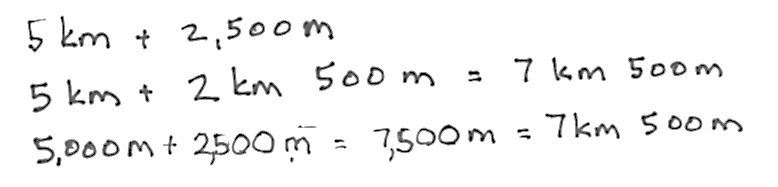 5 km + 2,500 m
5 km + 2 km 500 m = 7 km 500 m
5,000 m + 2,500 m = 7,500 m = 7 km 500 m